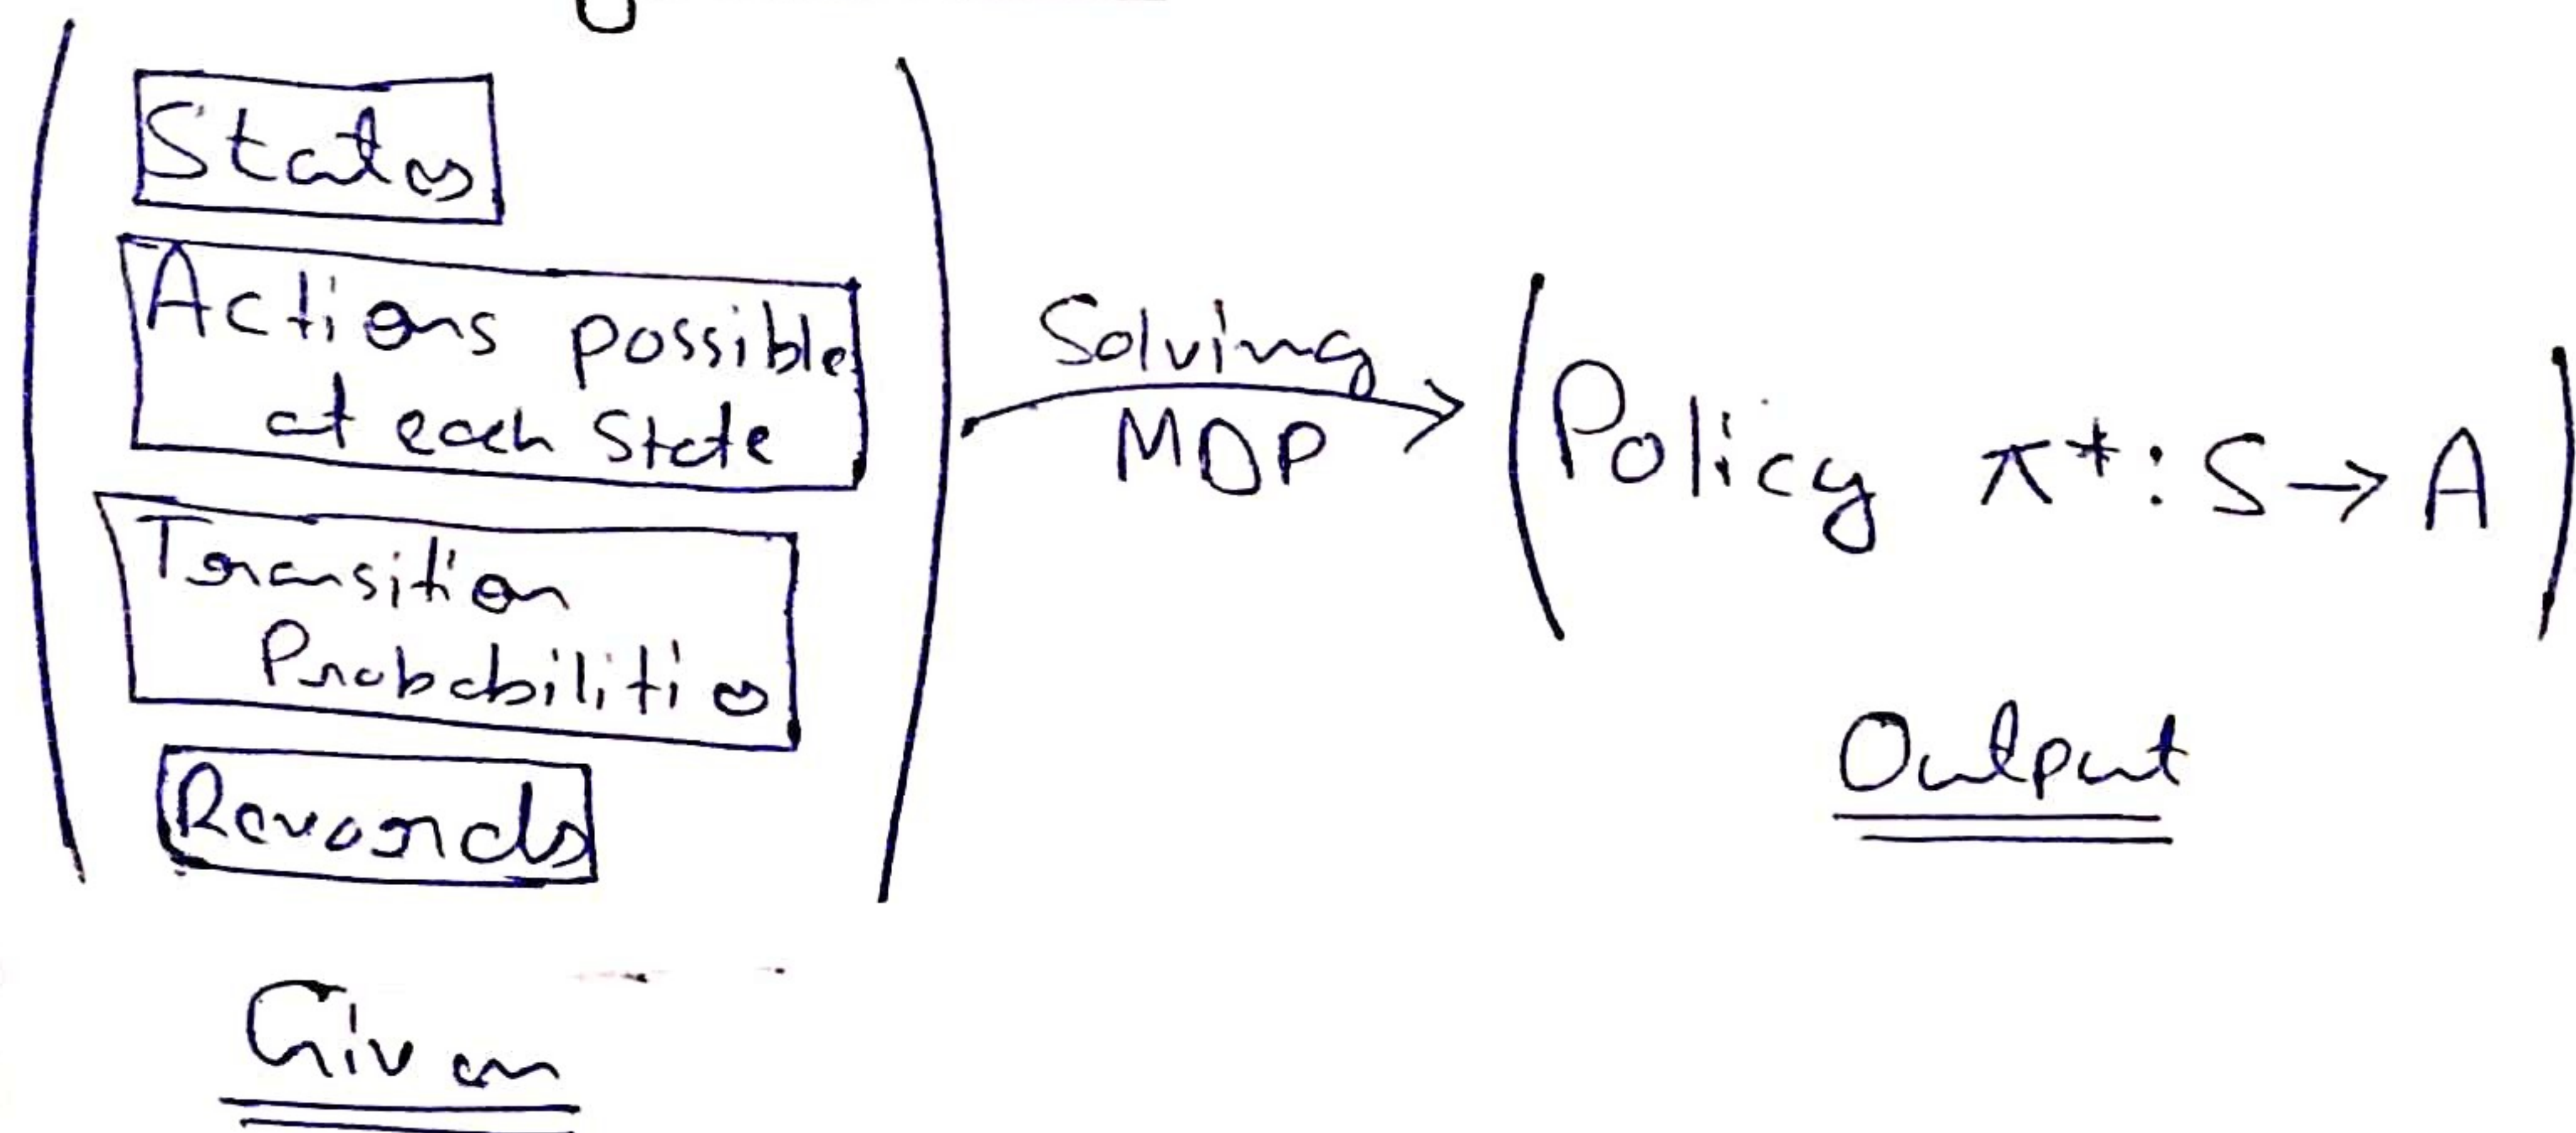 States
Actions possible
at each State
Transition
Probabilities
Rewards
Given
Solving
MDP
(Policy π*: S → A)
Output